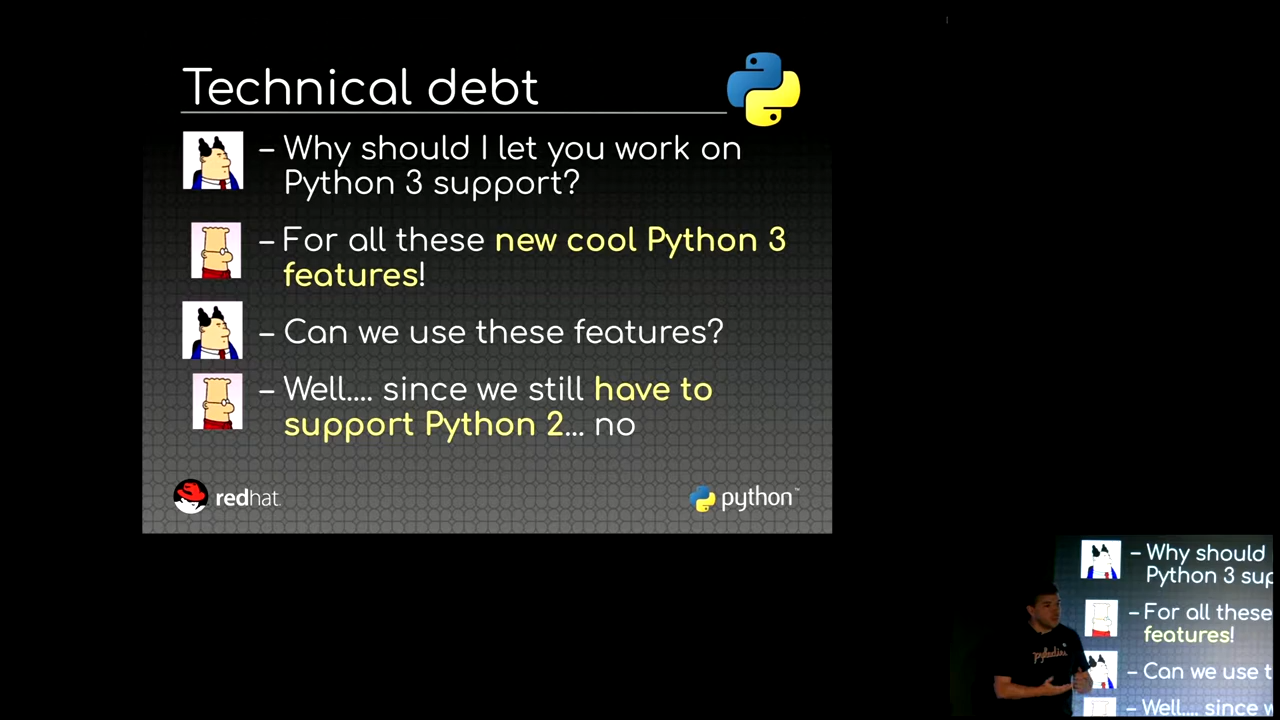 Technical debt
– Why should I let you work on
Python 3 support?
– For all these new cool Python 3
features!
– Can we use these features?
– Well.... since we still have to
support Python 2... no
redhat.
python™
– Why should
Python 3 sup
– For all these
features!
– Can we use t
– Well.... since w
pyladies